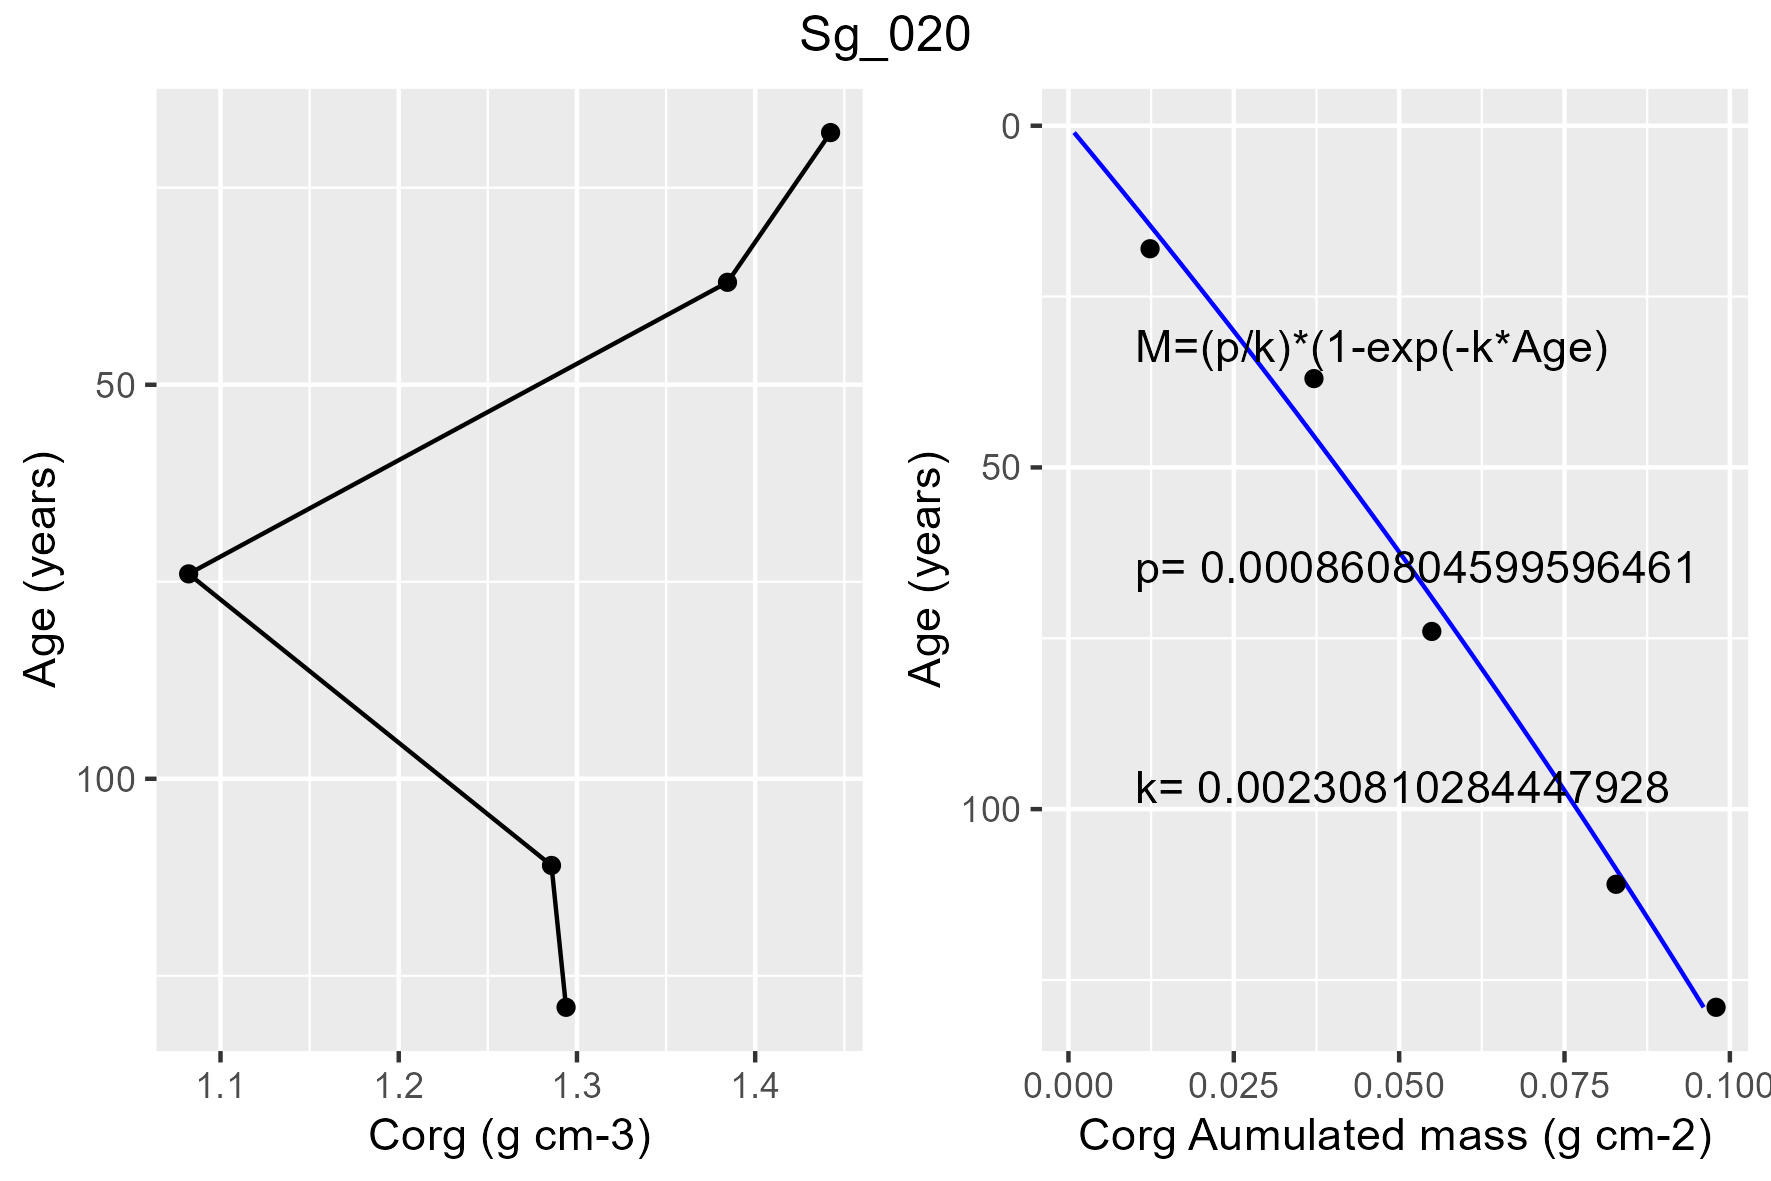 Sg_020
Age (years)
50
100
1.1
1.2
1.3
1.4
Corg (g cm-3)
Age (years)
0
50
100
M=(p/k)*(1-exp(-k*Age)
p= 0.000860804599596461
k= 0.00230810284447928
0.000
0.025
0.050
0.075
0.100
Corg Aumulated mass (g cm-2)